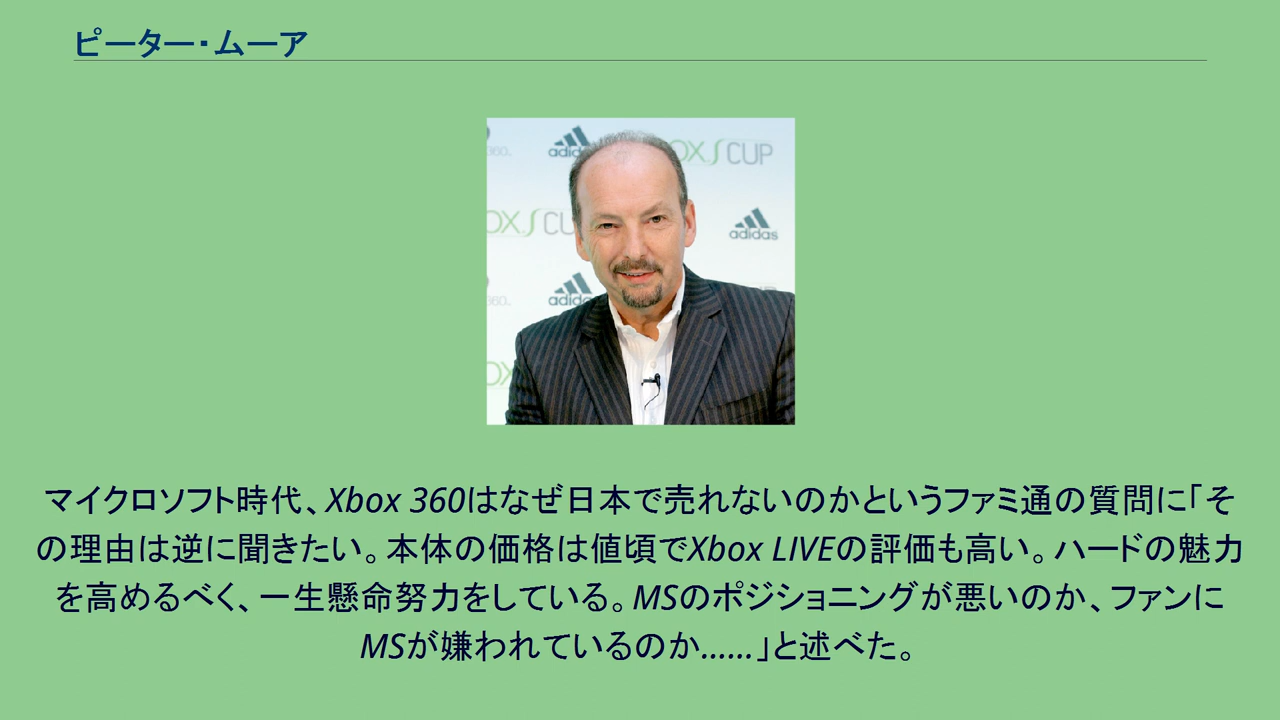 ピーター・ムーア
360.
adidas
OX S CUP
OX S CU
adidas
360.
adidas
OX
マイクロソフト時代、Xbox 360はなぜ日本で売れないのかというファミ通の質問に「そ
の理由は逆に聞きたい。本体の価格は値頃でXbox LIVEの評価も高い。ハードの魅力
を高めるべく、一生懸命努力をしている。MSのポジショニングが悪いのか、ファンに
MSが嫌われているのか……」と述べた。